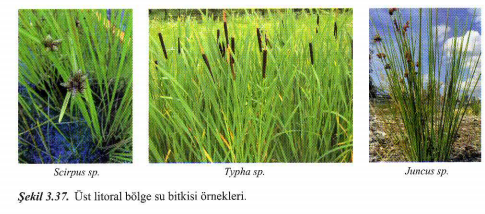 Scirpus sp.
Typha sp.
Juncus sp.
Şekil 3.37. Üst litoral bölge su bitkisi örnekleri.